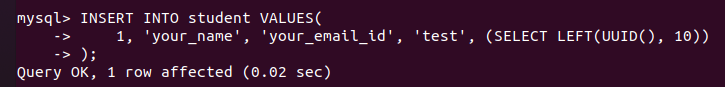 mysql> INSERT INTO student VALUES(
    ->     1, 'your_name', 'your_email_id', 'test', (SELECT LEFT(UUID(), 10))
    -> );
Query OK, 1 row affected (0.02 sec)